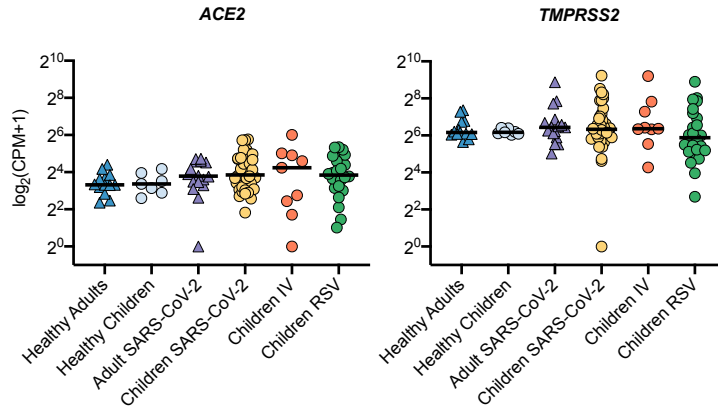 ACE2
TMPRSS2
log2(CPM+1)
2^10
2^8
2^6
2^4
2^2
2^0
2^10
2^8
2^6
2^4
2^2
2^0
Healthy Adults
Healthy Children
Adult SARS-CoV-2
Children SARS-CoV-2
Children IV
Children RSV
Healthy Adults
Healthy Children
Adult SARS-CoV-2
Children SARS-CoV-2
Children IV
Children RSV